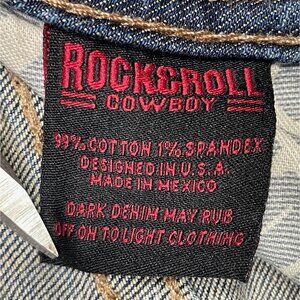 ROCK&ROLL
COWBOY
99% COTTON 1% SPANDEX
DESIGNED IN U.S.A.
MADE IN MEXICO
DARK DENIM MAY RUB
OFF ON TO LIGHT CLOTHING